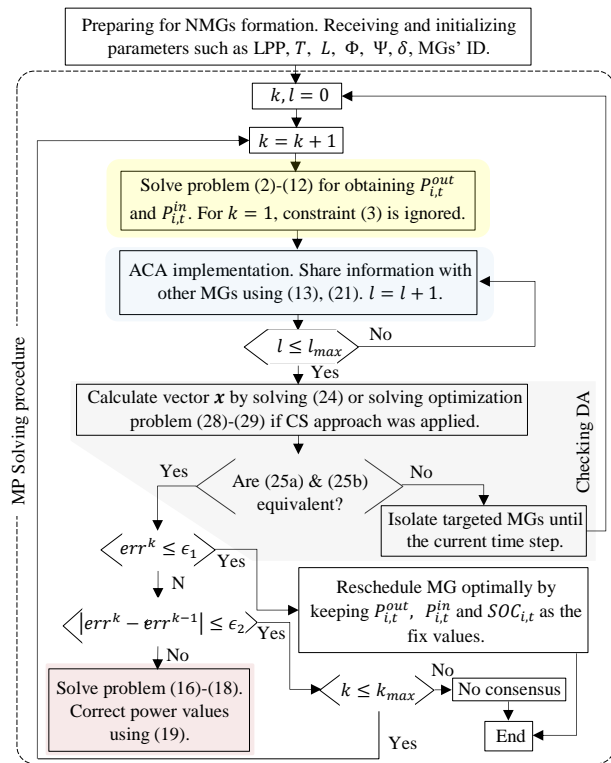 Preparing for NMGs formation. Receiving and initializing
parameters such as LPP, T, L, Φ, Ψ, δ, MGs' ID.
k, l = 0
k = k + 1
Solve problem (2)-(12) for obtaining P_{i,t}^{out}
and P_{i,t}^{in}. For k = 1, constraint (3) is ignored.
ACA implementation. Share information with
other MGs using (13), (21). l = l + 1.
No
l ≤ l_{max}
Yes
Calculate vector x by solving (24) or solving optimization
problem (28)-(29) if CS approach was applied.
Yes
Are (25a) & (25b)
equivalent?
No
Isolate targeted MGs until
the current time step.
Checking DA
MP Solving procedure
err^k ≤ ϵ_1
Yes
N
Reschedule MG optimally by
keeping P_{i,t}^{out}, P_{i,t}^{in} and SOC_{i,t} as the
fix values.
|err^k − err^{k−1}| ≤ ϵ_2
Yes
No
Solve problem (16)-(18).
Correct power values
using (19).
k ≤ k_{max}
No
No consensus
Yes
End